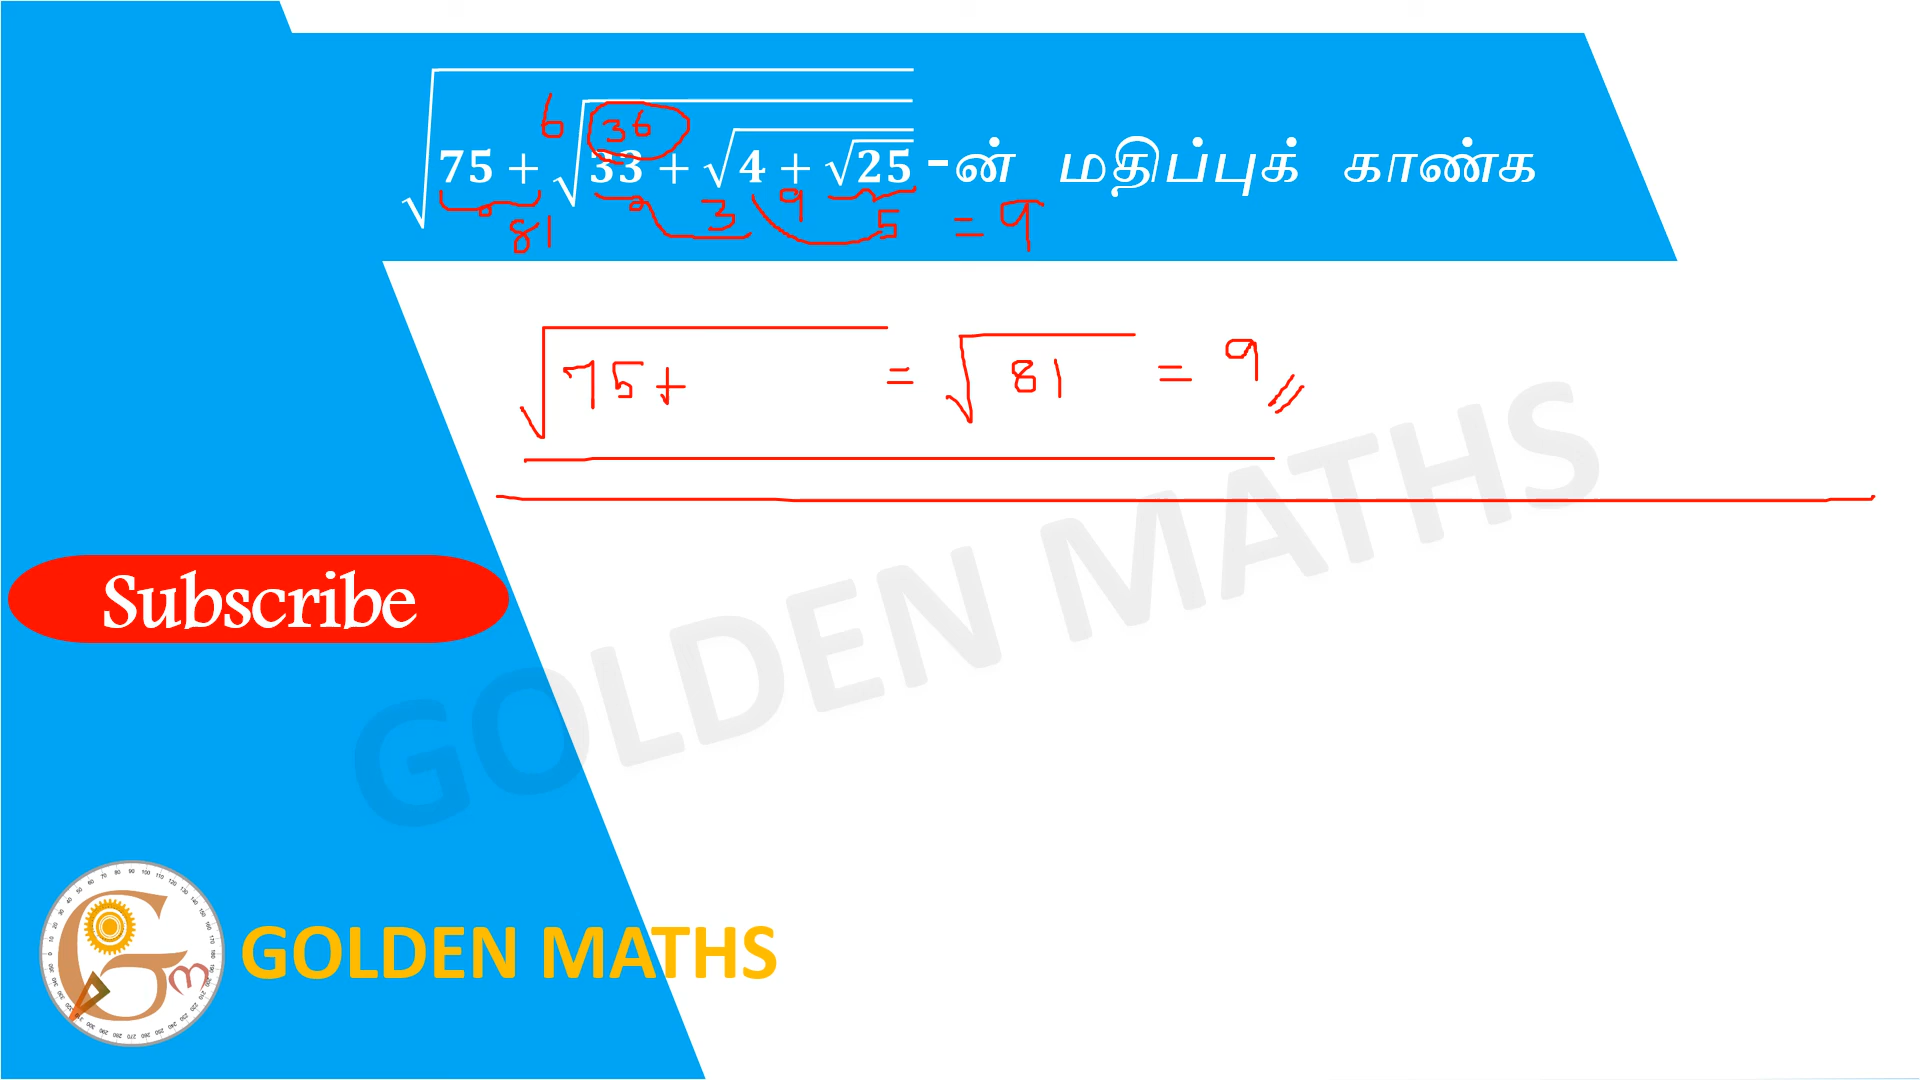 √75 + √33 + √4 + √25 -ன் மதிப்புக் காண்க
6 36
3 9 5 = 9
81
√75+ = √81 = 9
GOLDEN MATHS
Subscribe
Gm
GOLDEN MATHS